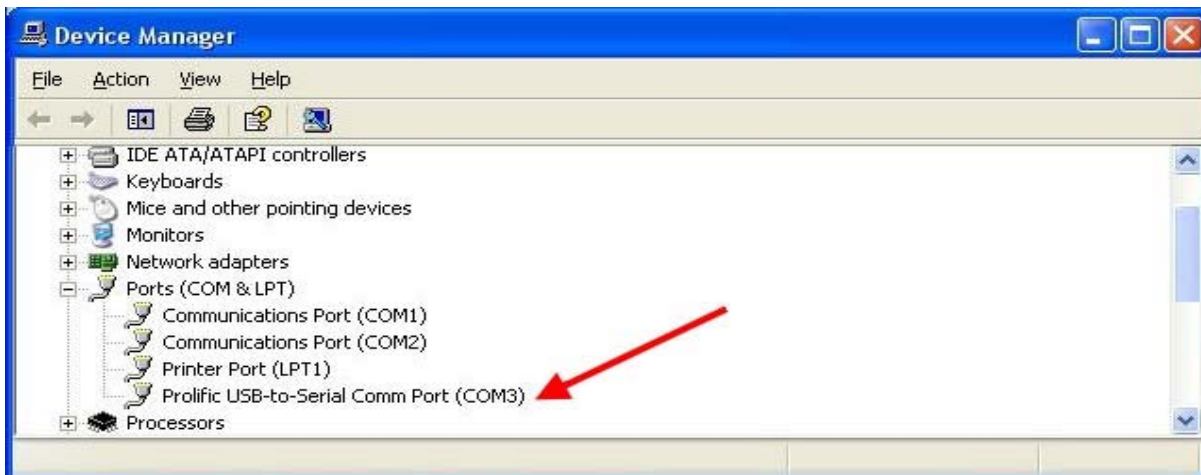 Device Manager
File Action View Help
IDE ATA/ATAPI controllers
Keyboards
Mice and other pointing devices
Monitors
Network adapters
Ports (COM & LPT)
Communications Port (COM1)
Communications Port (COM2)
Printer Port (LPT1)
Prolific USB-to-Serial Comm Port (COM3)
Processors